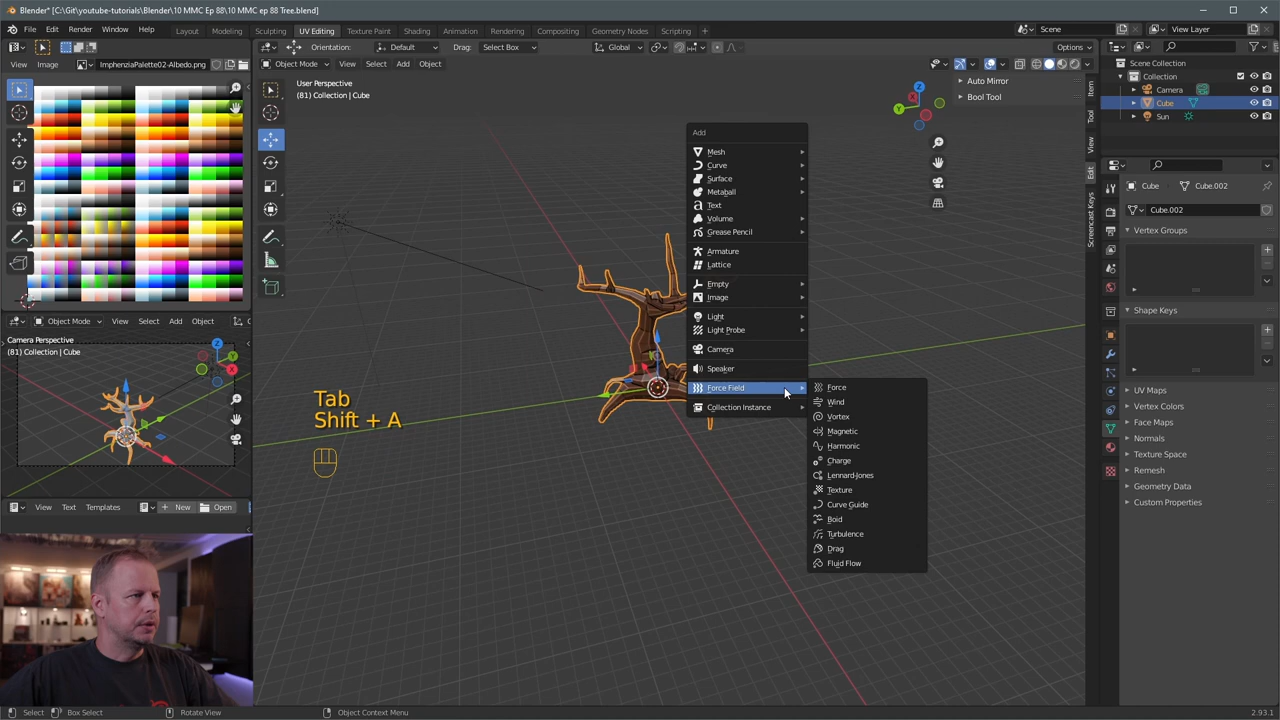 Blender* [C:\Git\youtube-tutorials\Blender\10 MMC Ep 88\10 MMC ep 88 Tree.blend]
File Edit Render Window Help Layout Modeling Sculpting UV Editing Texture Paint Shading Animation Rendering Compositing Geometry Nodes Scripting + Scene View Layer
Orientation: Default Drag: Select Box Global Options
View Image ImphenziaPalette02-Albedo.png
Object Mode View Select Add Object
User Perspective
(81) Collection | Cube
Auto Mirror
Bool Tool
Item
Tool
View
Edit
Screencast Keys
Scene Collection
Collection
Camera
Cube
Sun
Add
Mesh
Curve
Surface
Metaball
Text
Volume
Grease Pencil
Armature
Lattice
Empty
Image
Light
Light Probe
Camera
Speaker
Force Field
Collection Instance
Force
Wind
Vortex
Magnetic
Harmonic
Charge
Lennard-Jones
Texture
Curve Guide
Boid
Turbulence
Drag
Fluid Flow
Tab
Shift + A
Object Mode View Select Add Object
Camera Perspective
(81) Collection | Cube
View Text Templates + New Open
Cube Cube.002
Cube.002
Vertex Groups
Shape Keys
UV Maps
Vertex Colors
Face Maps
Normals
Texture Space
Remesh
Geometry Data
Custom Properties
Select Box Select Rotate View Object Context Menu 2.93.1